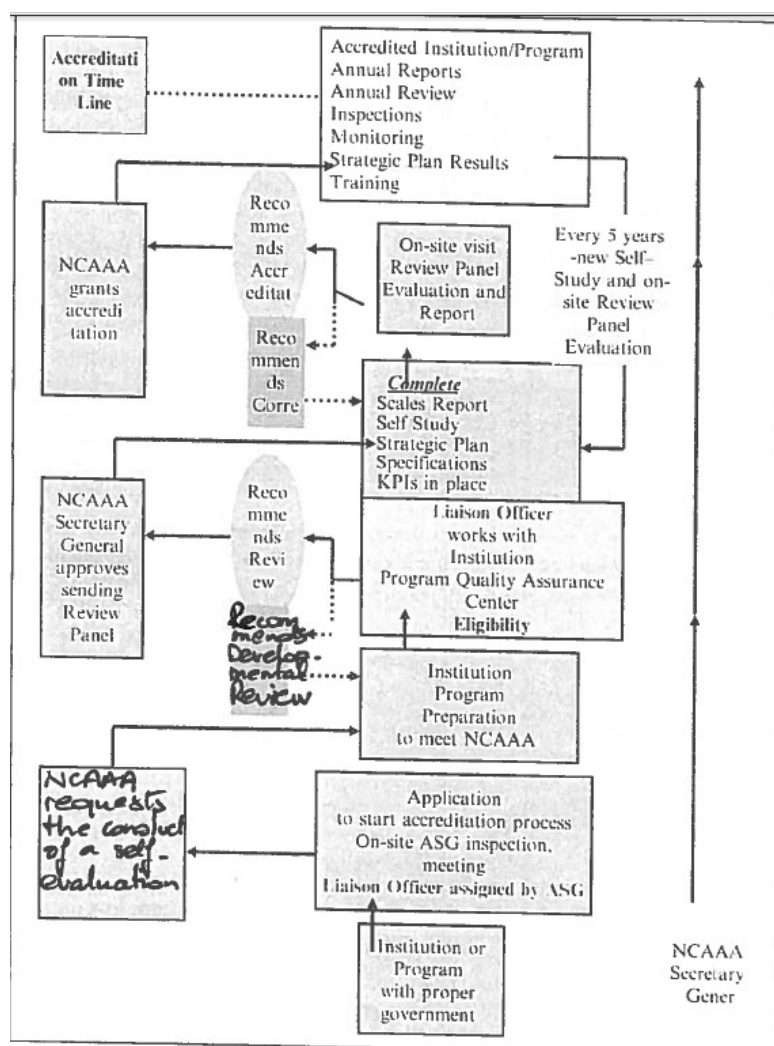 Accreditati
on Time
Line
Accredited Institution/Program
Annual Reports
Annual Review
Inspections
Monitoring
Strategic Plan Results
Training
NCAAA
grants
accredi
tation
Reco
mme
nds
Accr
editat
Reco
mmen
ds
Corre
On-site visit
Review Panel
Evaluation and
Report
Every 5 years
-new Self-
Study and on-
site Review
Panel
Evaluation
Complete
Scales Report
Self Study
Strategic Plan
Specifications
KPIs in place
NCAAA
Secretary
General
approves
sending
Review
Panel
Reco
mme
nds
Revi
ew
Liaison Officer
works with
Institution
Program Quality Assurance
Center
Eligibility
Recom
mends
Develop-
mental
Review
Institution
Program
Preparation
to meet NCAAA
NCAAA
requests
the conduct
of a self-
evaluation
Application
to start accreditation process
On-site ASG inspection,
meeting
Liaison Officer assigned by ASG
Institution or
Program
with proper
government
NCAAA
Secretary
Gener